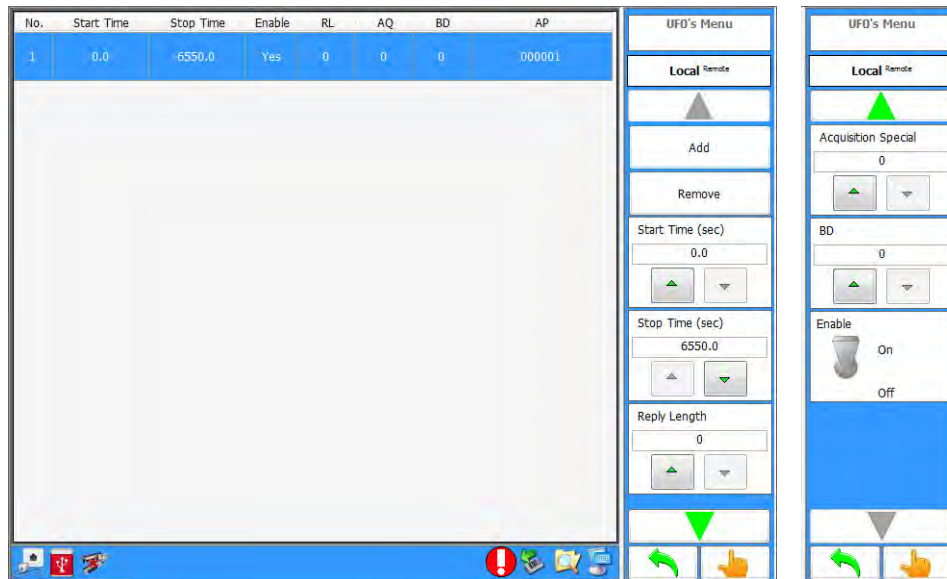 No. Start Time Stop Time Enable RL AQ BD AP
1 0.0 6550.0 Yes 0 0 0 000001
UFO's Menu
Local Remote
Add
Remove
Start Time (sec)
0.0
Stop Time (sec)
6550.0
Reply Length
0
UFO's Menu
Local Remote
Acquisition Special
0
BD
0
Enable
On
Off